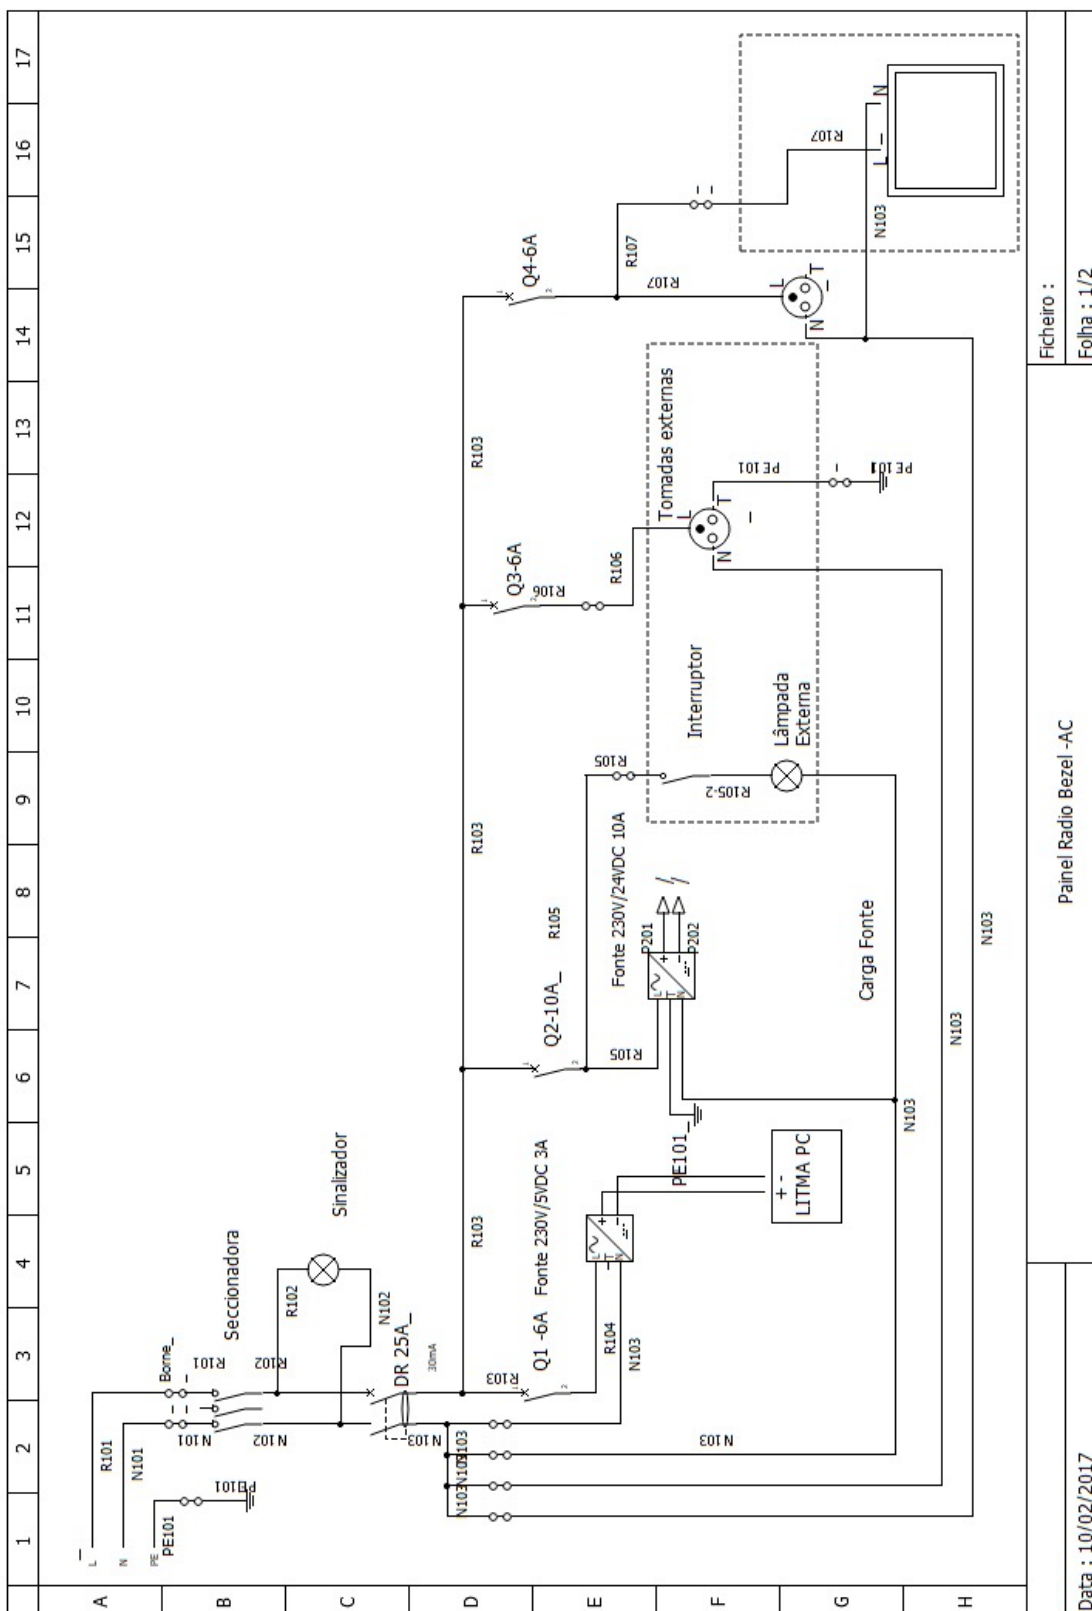 1 2 3 4 5 6 7 8 9 10 11 12 13 14 15 16 17
A
B
C
D
E
F
G
H
L
N
PE
R101
N101
PE101
PE101
Borne_
R101
N101
Seccionadora
R102
N102
R102
N102
Sinalizador
DR 25A_
30mA
N103
R103
N103
N103
N103
R103
R103
R103
R103
Q1 -6A
Fonte 230V/5VDC 3A
R104
N103
L
T
N
+
-
+ -
LITMA PC
Q2-10A_
R105
R105
Fonte 230V/24VDC 10A
L
T
N
+
-
P201
P202
PE101_
Carga Fonte
R105
Interruptor
R105-2
Lâmpada
Externa
Q3-6A
R106
R106
Tomadas externas
L
N
T
PE101
PE101
Q4-6A
R107
R107
L
N
T
R107
L
N
N103
N103
N103
N103
N103
Data : 10/02/2017
Painel Radio Bezel -AC
Ficheiro :
Folha : 1/2